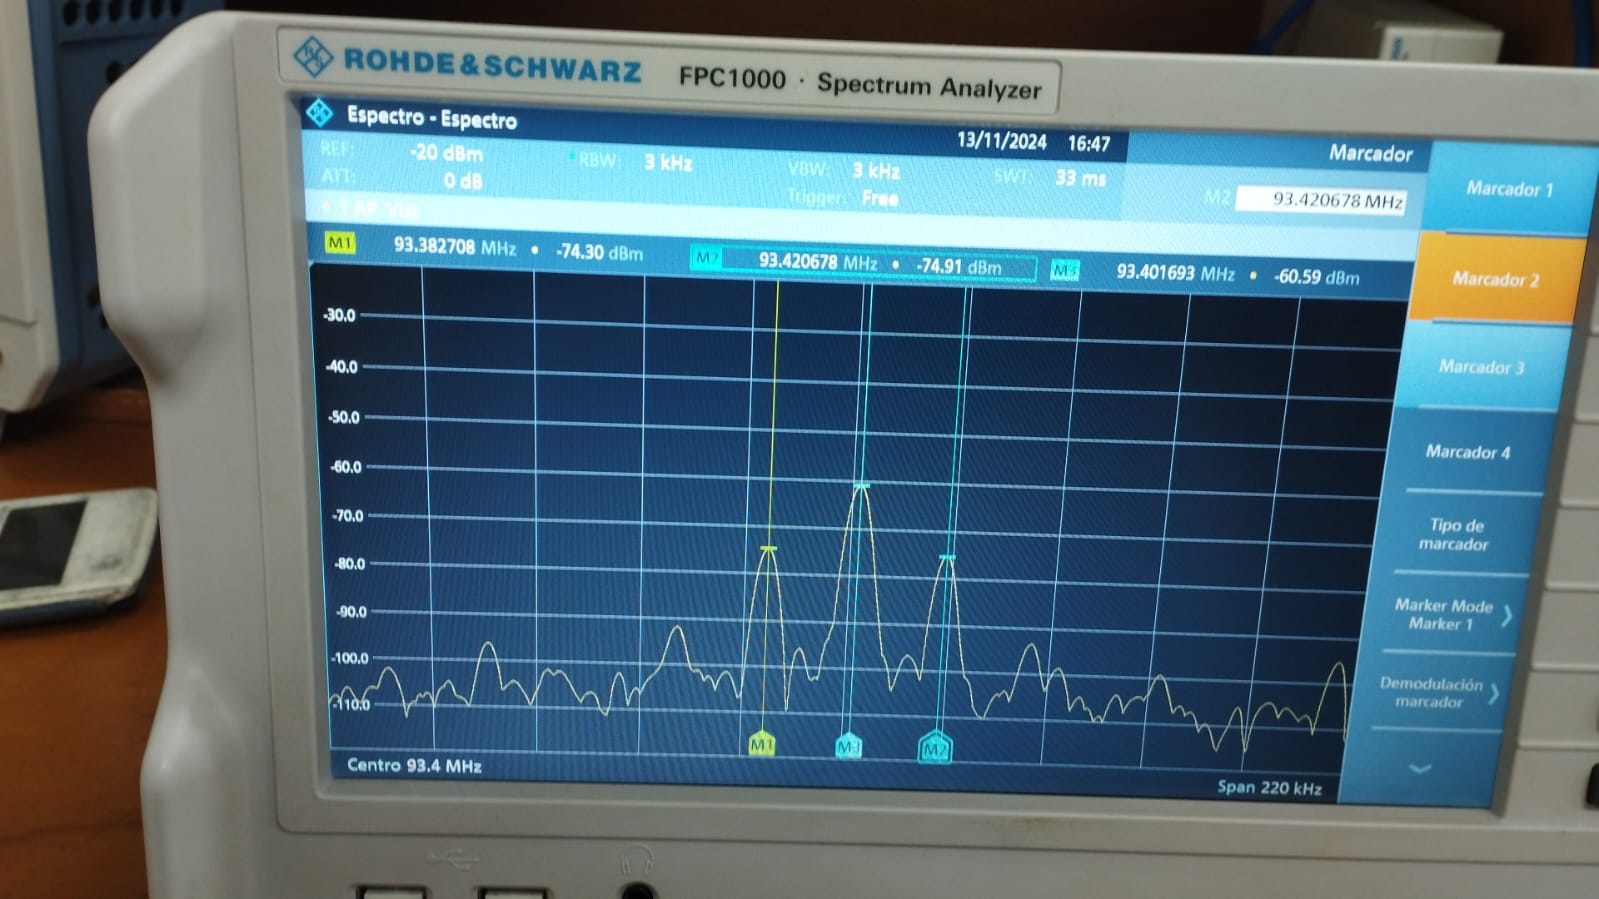 ROHDE & SCHWARZ FPC1000 · Spectrum Analyzer
Espectro - Espectro
13/11/2024 16:47
Marcador
REF: -20 dBm RBW: 3 kHz VBW: 3 kHz SWT: 33 ms
ATT: 0 dB Trigger: Free
M2 93.420678 MHz
1 AP
M1 93.382708 MHz • -74.30 dBm M2 93.420678 MHz • -74.91 dBm M3 93.401693 MHz • -60.59 dBm
-30.0
-40.0
-50.0
-60.0
-70.0
-80.0
-90.0
-100.0
-110.0
M1 M3 M2
Centro 93.4 MHz Span 220 kHz
Marcador 1
Marcador 2
Marcador 3
Marcador 4
Tipo de
marcador
Marker Mode
Marker 1
Demodulación
marcador